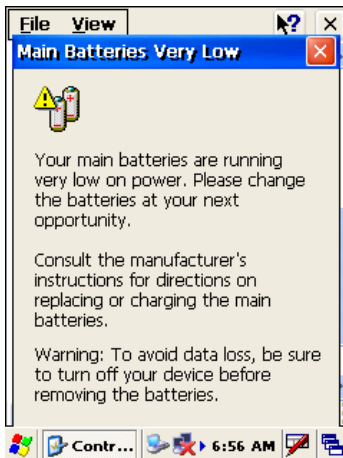 File View
Main Batteries Very Low
Your main batteries are running
very low on power. Please change
the batteries at your next
opportunity.
Consult the manufacturer's
instructions for directions on
replacing or charging the main
batteries.
Warning: To avoid data loss, be sure
to turn off your device before
removing the batteries.
Contr... 6:56 AM